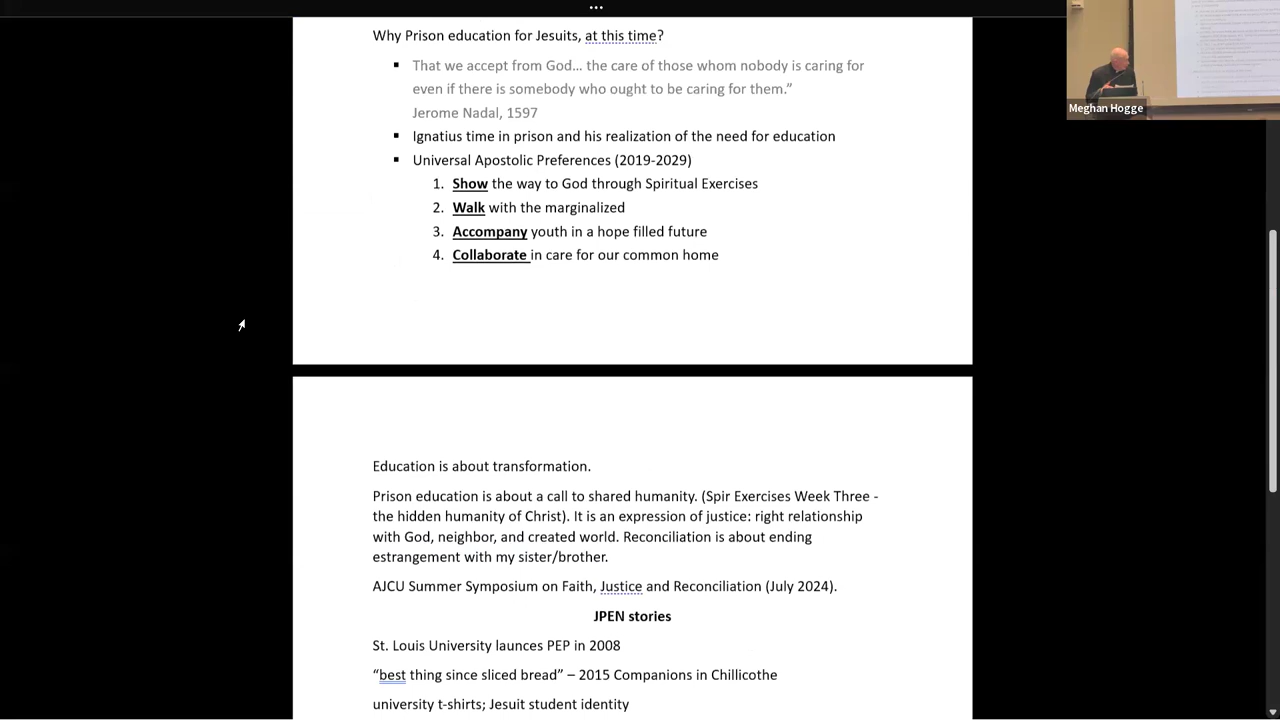 Why Prison education for Jesuits, at this time?
▪ That we accept from God… the care of those whom nobody is caring for
even if there is somebody who ought to be caring for them.”
Jerome Nadal, 1597
▪ Ignatius time in prison and his realization of the need for education
▪ Universal Apostolic Preferences (2019-2029)
1. Show the way to God through Spiritual Exercises
2. Walk with the marginalized
3. Accompany youth in a hope filled future
4. Collaborate in care for our common home
Education is about transformation.
Prison education is about a call to shared humanity. (Spir Exercises Week Three -
the hidden humanity of Christ). It is an expression of justice: right relationship
with God, neighbor, and created world. Reconciliation is about ending
estrangement with my sister/brother.
AJCU Summer Symposium on Faith, Justice and Reconciliation (July 2024).
JPEN stories
St. Louis University launces PEP in 2008
“best thing since sliced bread” – 2015 Companions in Chillicothe
university t-shirts; Jesuit student identity
Meghan Hogge